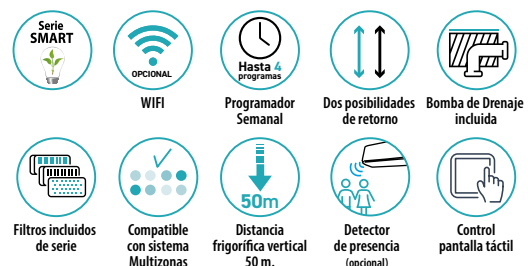 Serie
SMART
OPCIONAL
WIFI
Hasta 4
programas
Programador
Semanal
Dos posibilidades
de retorno
Bomba de Drenaje
incluida
Filtros incluidos
de serie
Compatible
con sistema
Multizonas
50m
Distancia
frigorífica vertical
50 m.
Detector
de presencia
(opcional)
Control
pantalla táctil